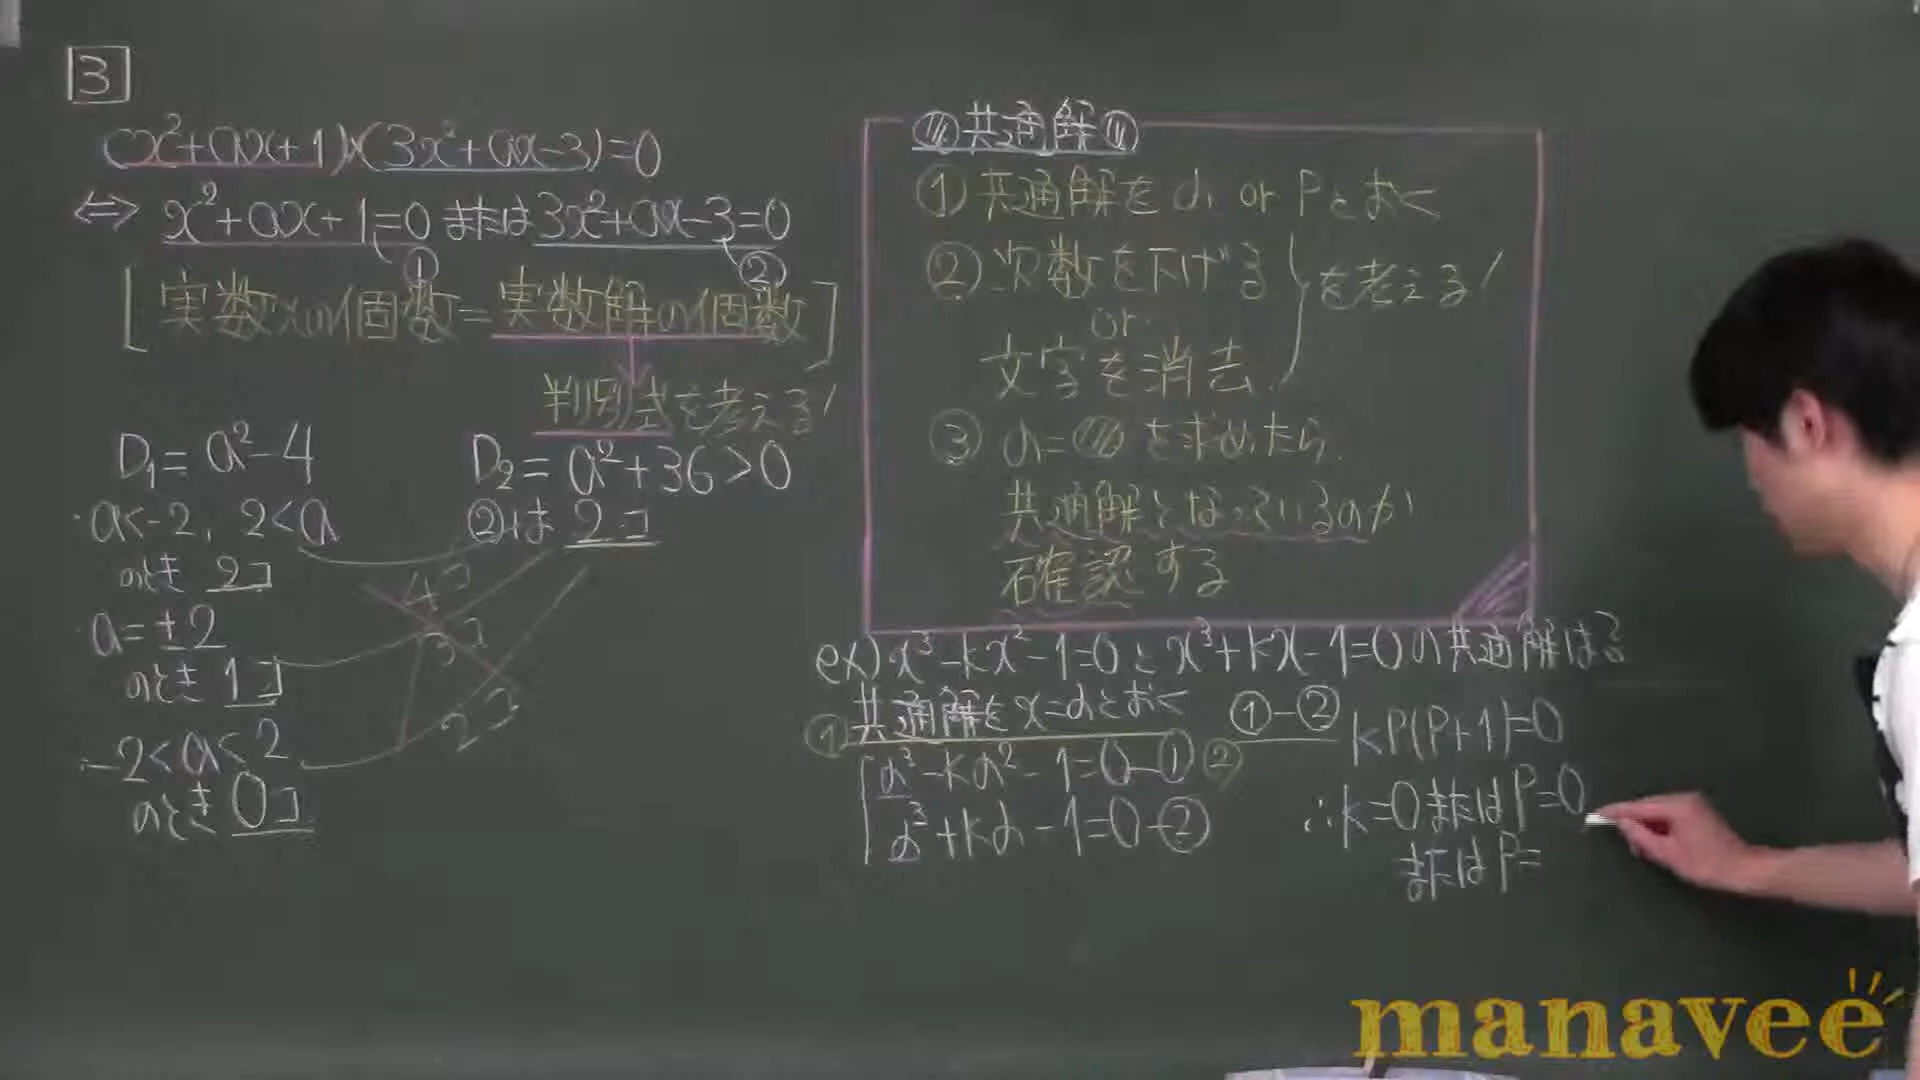 3
(x²+ax+1)×(3x²+ax-3)=0
⇔ x²+ax+1=0 または 3x²+ax-3=0
① ②
[実数xの個数=実数解の個数]
判別式を考える!
D₁=a²-4
D₂=a²+36>0
・a<-2, 2<a
のとき 2コ
②は 2コ
4コ
・a=±2
のとき 1コ
3コ
・-2<a<2
のとき 0コ
2コ
共通解
①共通解を α or Pとおく
②次数を下げる
or
文字を消去
を考える!
③ a= を求めたら
共通解となっているのか
確認する
ex) x³-kx²-1=0とx³+kx-1=0の共通解は?
① 共通解をx=αとおく
α³-kα²-1=0-①
α³+kα-1=0-②
②
①-②
kP(P+1)=0
∴k=0またはP=0
またはP=
manavee